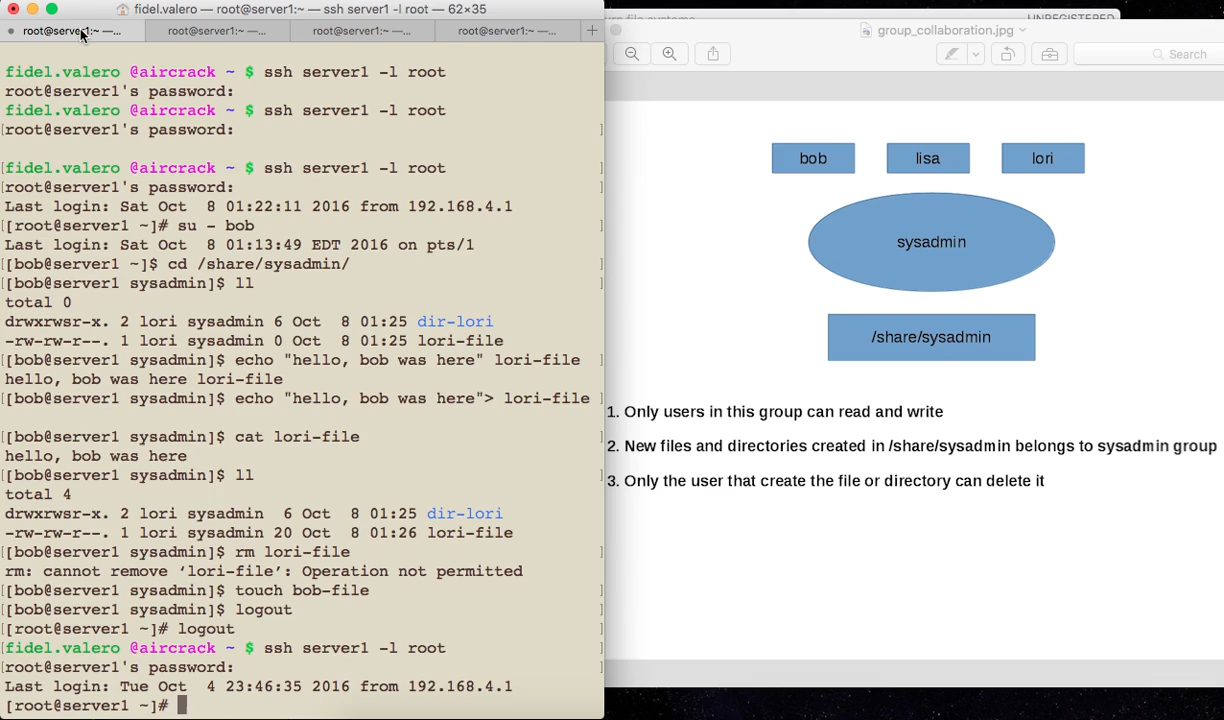 fidel.valero — root@server1:~ — ssh server1 -l root — 62×35
root@server1:~ —... root@server1:~ —... root@server1:~ —... root@server1:~ —... +
fidel.valero @aircrack ~ $ ssh server1 -l root
root@server1's password:
fidel.valero @aircrack ~ $ ssh server1 -l root
[root@server1's password: ]
[fidel.valero @aircrack ~ $ ssh server1 -l root ]
[root@server1's password: ]
Last login: Sat Oct  8 01:22:11 2016 from 192.168.4.1
[[root@server1 ~]# su - bob ]
Last login: Sat Oct  8 01:13:49 EDT 2016 on pts/1
[[bob@server1 ~]$ cd /share/sysadmin/ ]
[[bob@server1 sysadmin]$ ll ]
total 0
drwxrwsr-x. 2 lori sysadmin 6 Oct  8 01:25 dir-lori
-rw-rw-r--. 1 lori sysadmin 0 Oct  8 01:25 lori-file
[[bob@server1 sysadmin]$ echo "hello, bob was here" lori-file ]
hello, bob was here lori-file
[[bob@server1 sysadmin]$ echo "hello, bob was here"> lori-file ]
[[bob@server1 sysadmin]$ cat lori-file ]
hello, bob was here
[[bob@server1 sysadmin]$ ll ]
total 4
drwxrwsr-x. 2 lori sysadmin  6 Oct  8 01:25 dir-lori
-rw-rw-r--. 1 lori sysadmin 20 Oct  8 01:26 lori-file
[[bob@server1 sysadmin]$ rm lori-file ]
rm: cannot remove ‘lori-file’: Operation not permitted
[[bob@server1 sysadmin]$ touch bob-file ]
[[bob@server1 sysadmin]$ logout ]
[[root@server1 ~]# logout ]
[fidel.valero @aircrack ~ $ ssh server1 -l root ]
[root@server1's password: ]
Last login: Tue Oct  4 23:46:35 2016 from 192.168.4.1
[root@server1 ~]#
UNREGISTERED
group_collaboration.jpg
Search
bob
lisa
lori
sysadmin
/share/sysadmin
1. Only users in this group can read and write
2. New files and directories created in /share/sysadmin belongs to sysadmin group
3. Only the user that create the file or directory can delete it